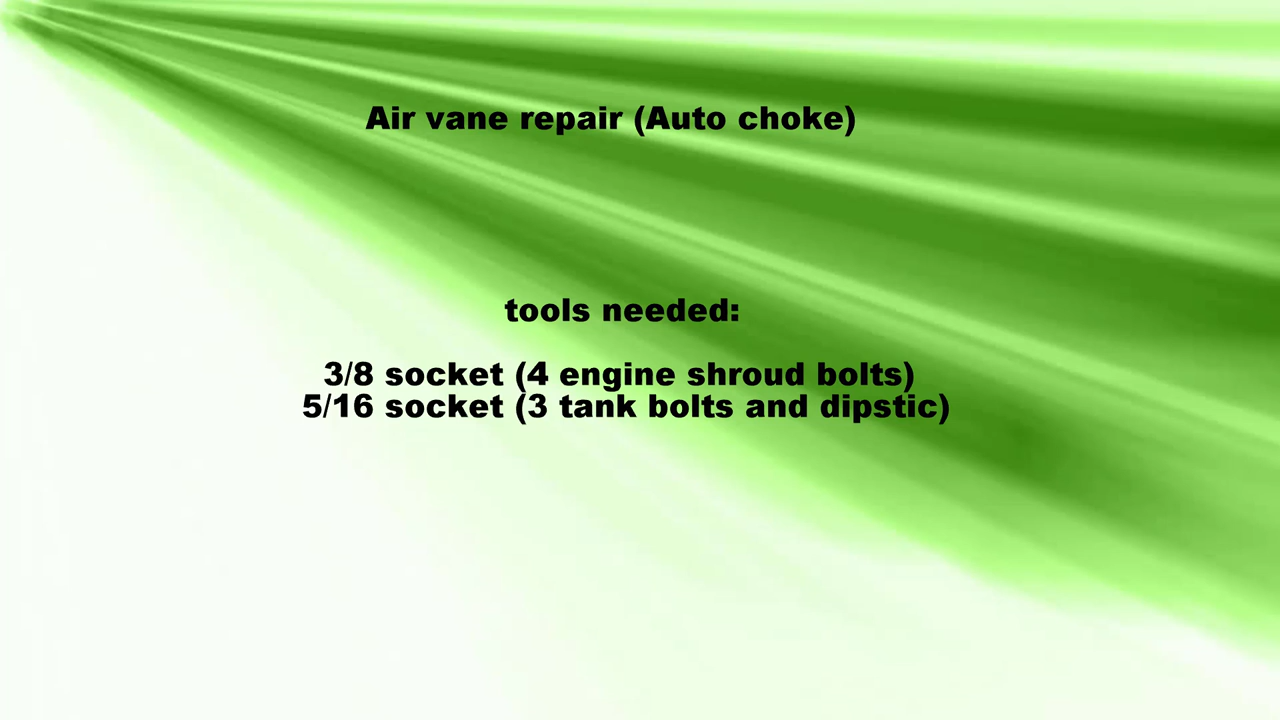 Air vane repair (Auto choke)
tools needed:
3/8 socket (4 engine shroud bolts)
5/16 socket (3 tank bolts and dipstic)